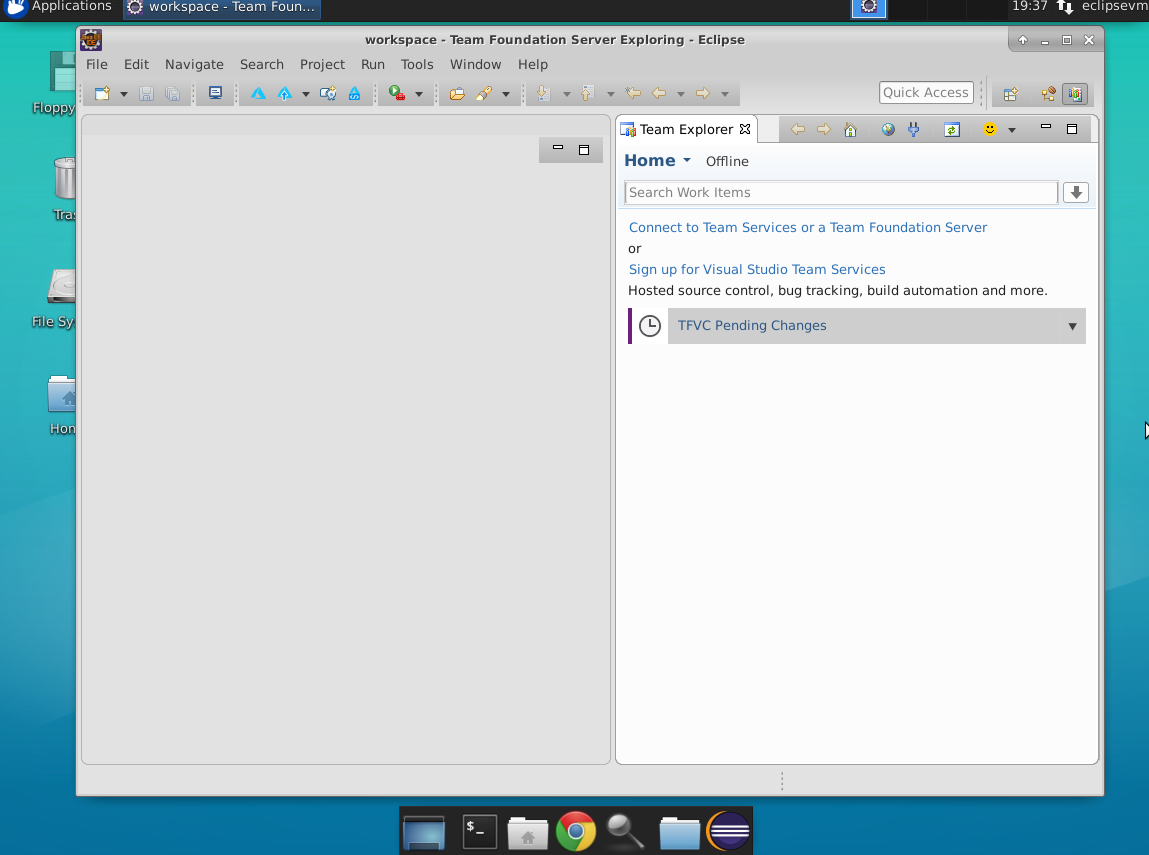 Applications
workspace - Team Foun...
19:37
eclipsevm
workspace - Team Foundation Server Exploring - Eclipse
File Edit Navigate Search Project Run Tools Window Help
Quick Access
Floppy
Tras
File Sy
Hon
Team Explorer
Home
Offline
Search Work Items
Connect to Team Services or a Team Foundation Server
or
Sign up for Visual Studio Team Services
Hosted source control, bug tracking, build automation and more.
TFVC Pending Changes
$_